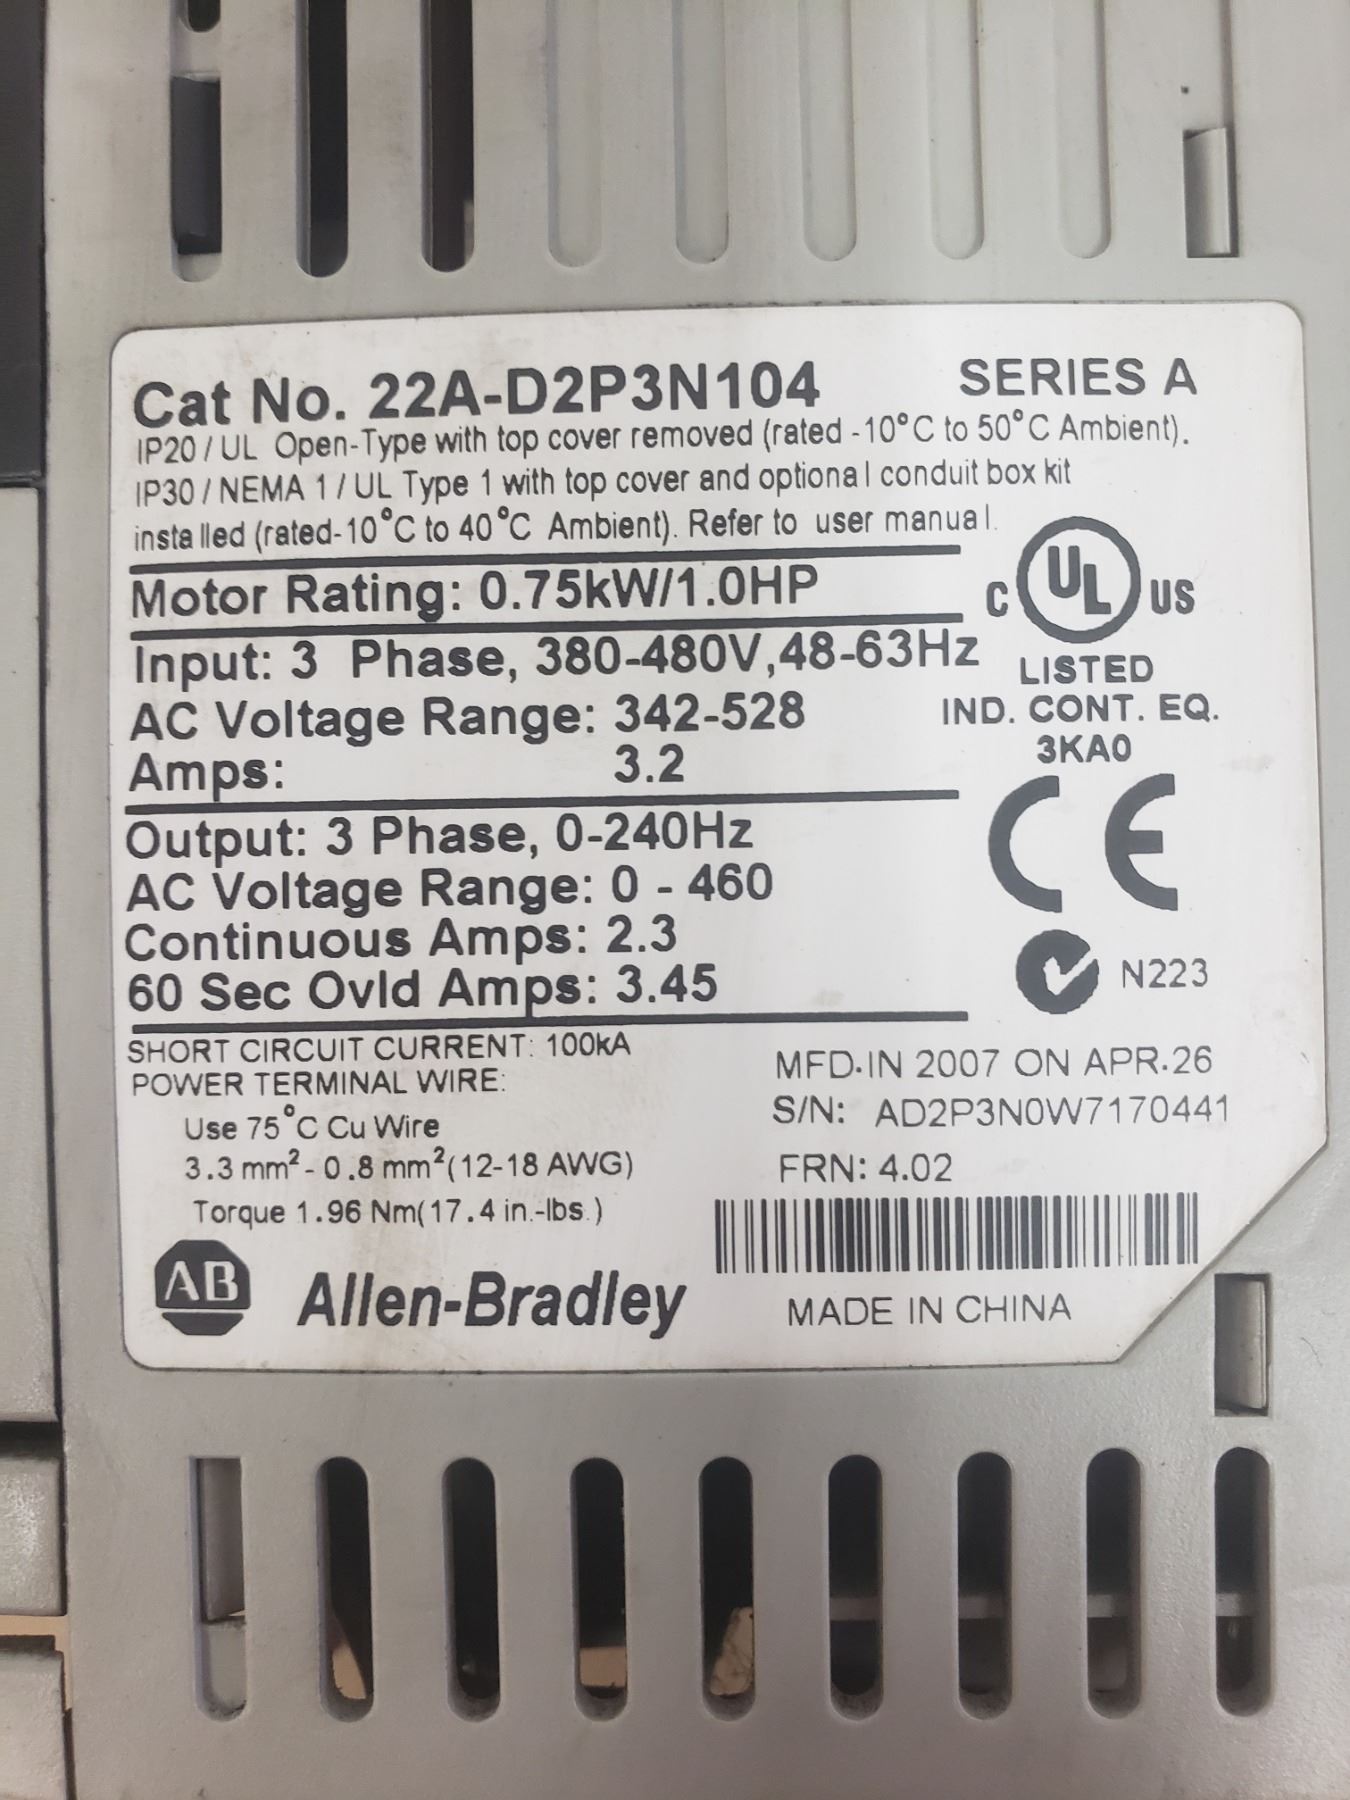 Cat No. 22A-D2P3N104 SERIES A
IP20 / UL Open-Type with top cover removed (rated -10°C to 50°C Ambient).
IP30 / NEMA 1 / UL Type 1 with top cover and optional conduit box kit
installed (rated-10°C to 40°C Ambient). Refer to user manual.
Motor Rating: 0.75kW/1.0HP
C UL US
Input: 3 Phase, 380-480V,48-63Hz
LISTED
AC Voltage Range: 342-528
IND. CONT. EQ.
Amps: 3.2
3KA0
Output: 3 Phase, 0-240Hz
CE
AC Voltage Range: 0 - 460
Continuous Amps: 2.3
60 Sec Ovld Amps: 3.45
N223
SHORT CIRCUIT CURRENT: 100kA
POWER TERMINAL WIRE:
Use 75°C Cu Wire
3.3 mm²- 0.8 mm²(12-18 AWG)
Torque 1.96 Nm(17.4 in.-lbs.)
MFD.IN 2007 ON APR.26
S/N: AD2P3N0W7170441
FRN: 4.02
AB Allen-Bradley
MADE IN CHINA